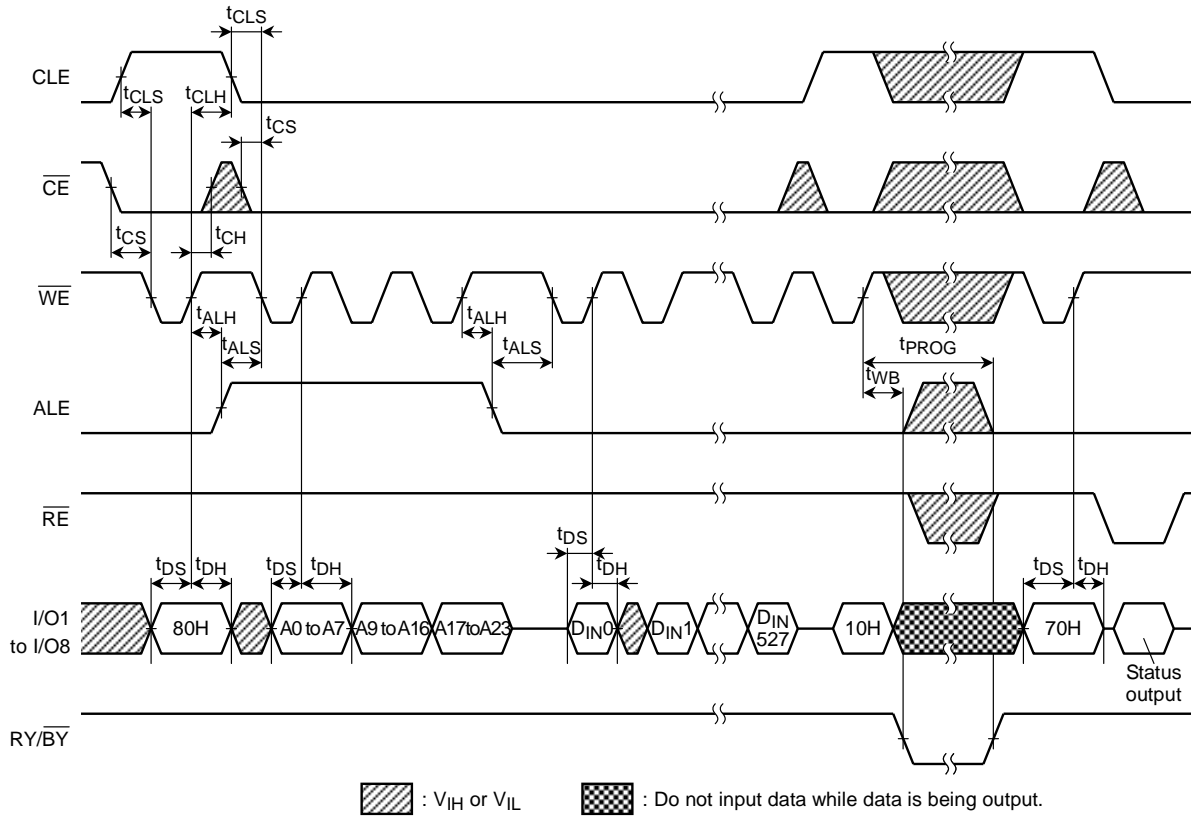 tCLS
CLE
tCLS
tCLH
tCS
CE
tCS
tCH
WE
tALH
tALS
tALH
tALS
tPROG
tWB
ALE
RE
tDS
tDH
tDS
tDH
tDS
tDH
tDS
tDH
I/O1
to I/O8
80H
A0 to A7
A9 to A16
A17 to A23
DIN0
DIN1
DIN
527
10H
70H
Status
output
RY/BY
: VIH or VIL
: Do not input data while data is being output.